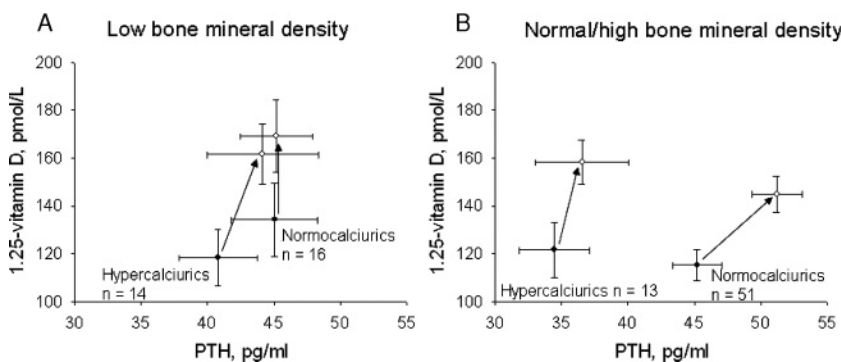 A
Low bone mineral density
1.25-vitamin D, pmol/L
200
180
160
140
120
100
Hypercalciurics
n = 14
Normocalciurics
n = 16
30 35 40 45 50 55
PTH, pg/ml
B
Normal/high bone mineral density
1.25-vitamin D, pmol/L
200
180
160
140
120
100
Hypercalciurics n = 13
Normocalciurics
n = 51
30 35 40 45 50 55
PTH, pg/ml